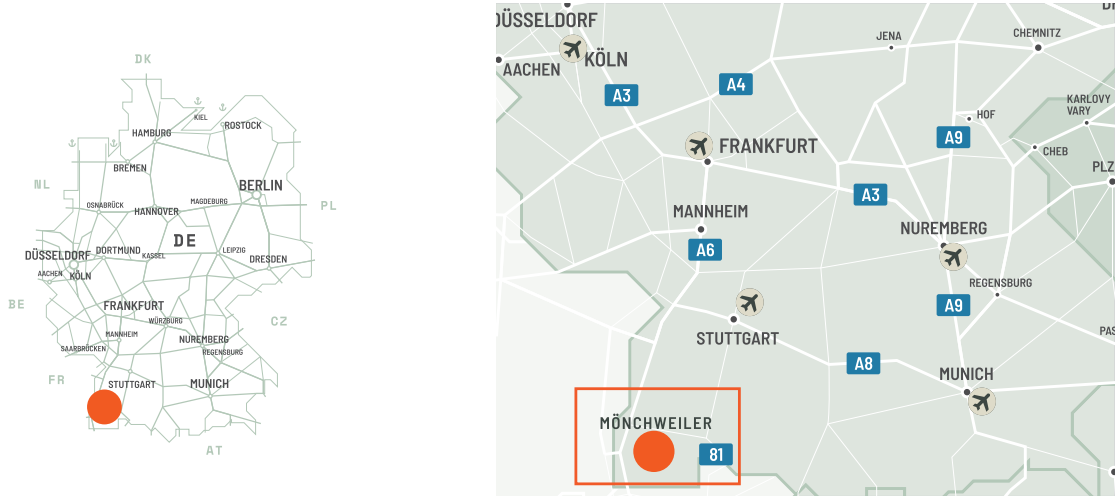 DK
KIEL
ROSTOCK
HAMBURG
BREMEN
NL
BERLIN
OSNABRÜCK
HANNOVER
MAGDEBURG
PL
DE
DÜSSELDORF
DORTMUND
KASSEL
LEIPZIG
DRESDEN
AACHEN
KÖLN
BE
FRANKFURT
WÜRZBURG
CZ
MANNHEIM
NUREMBERG
SAARBRÜCKEN
REGENSBURG
FR
STUTTGART
MUNICH
AT
DÜSSELDORF
JENA
CHEMNITZ
KÖLN
AACHEN
A3
A4
KARLOVY
VARY
HOF
A9
FRANKFURT
CHEB
PLZ
A3
MANNHEIM
NUREMBERG
A6
REGENSBURG
A9
STUTTGART
PAS
A8
MUNICH
MÖNCHWEILER
81